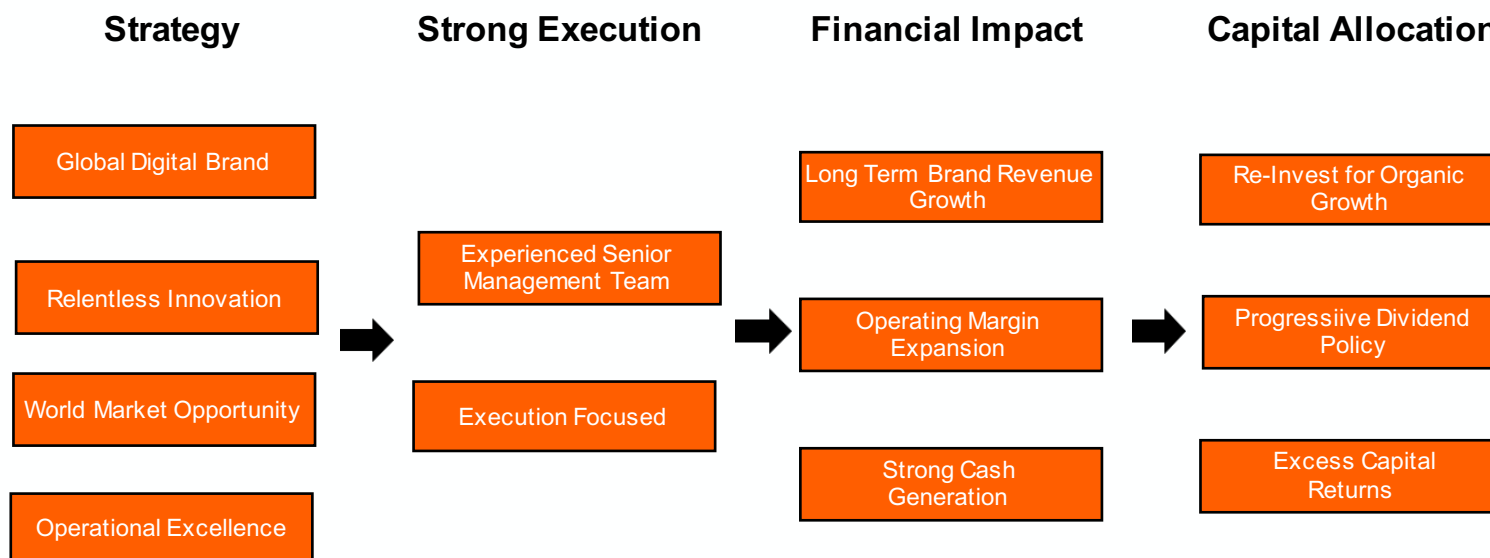 Strategy
Strong Execution
Financial Impact
Capital Allocation
Global Digital Brand
Relentless Innovation
World Market Opportunity
Operational Excellence
Experienced Senior
Management Team
Execution Focused
Long Term Brand Revenue
Growth
Operating Margin
Expansion
Strong Cash
Generation
Re-Invest for Organic
Growth
Progressiive Dividend
Policy
Excess Capital
Returns